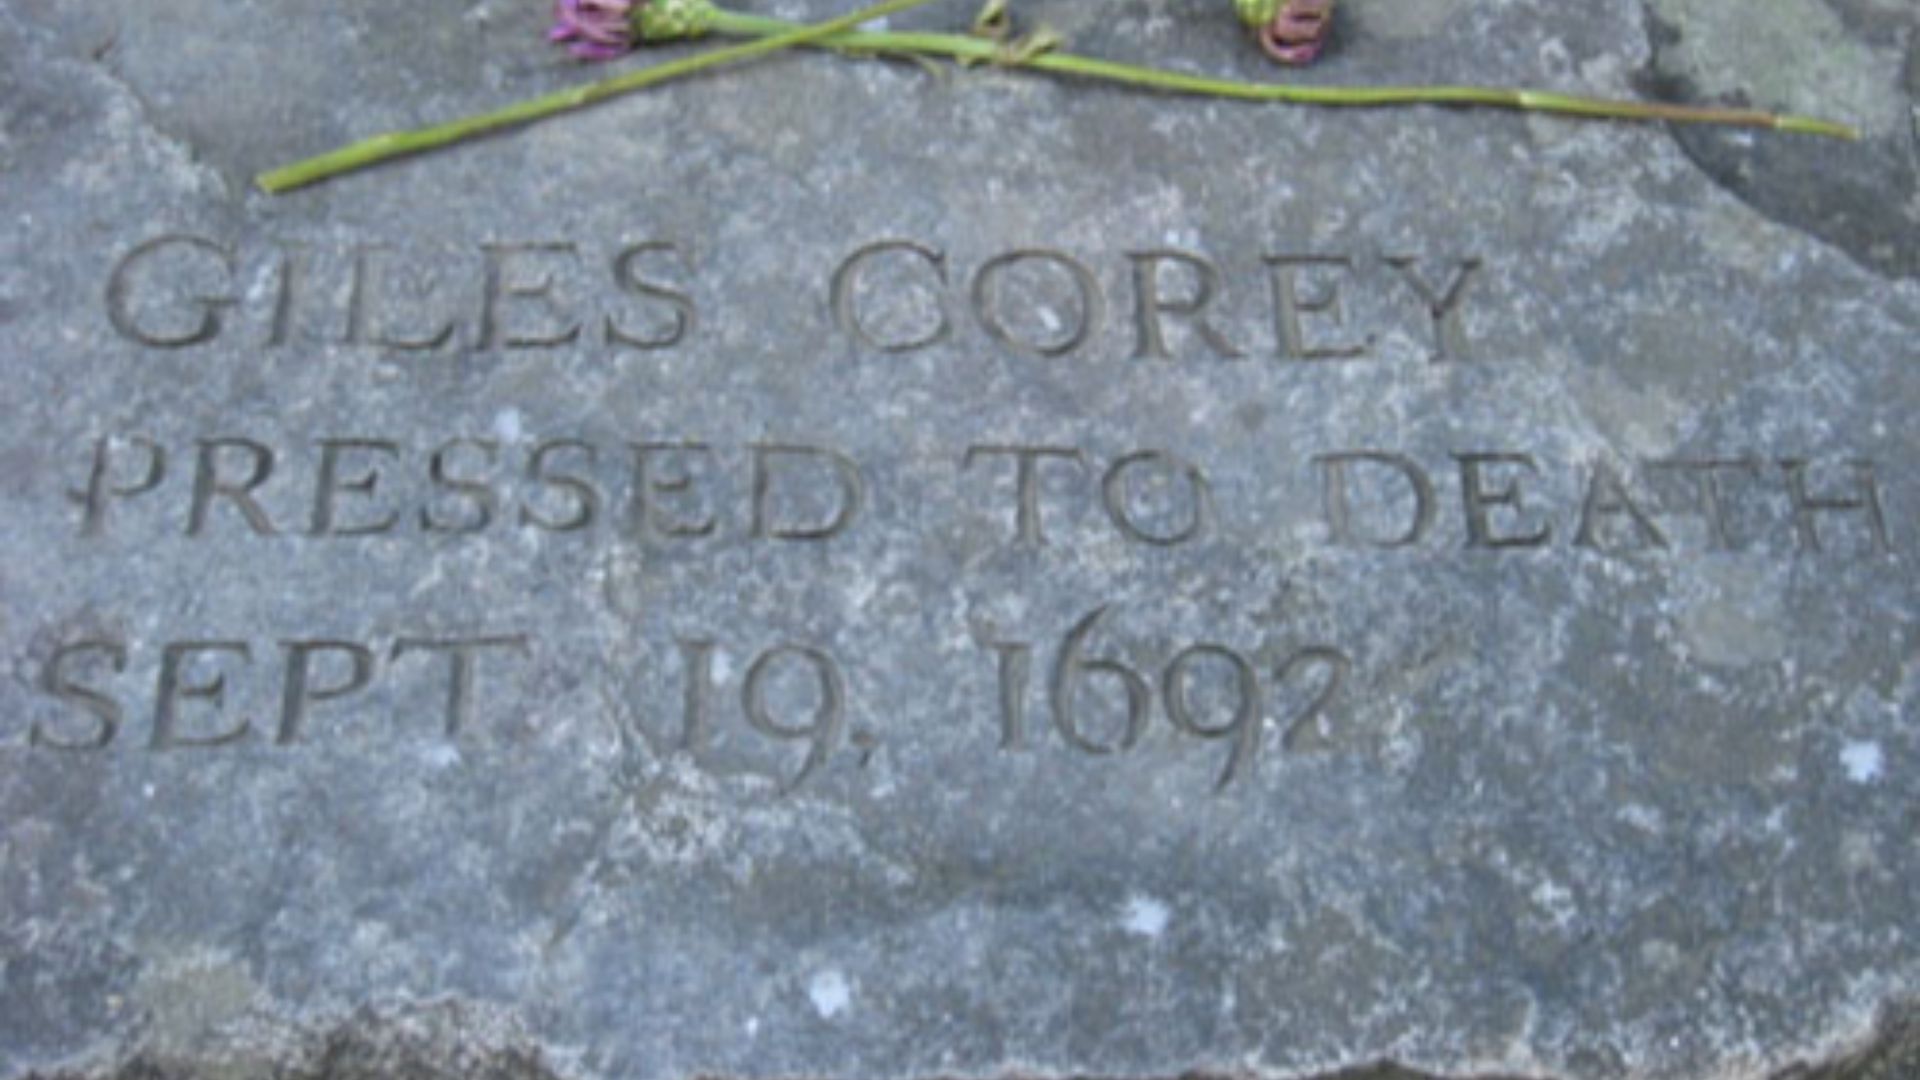 GILES COREY
PRESSED TO DEATH
SEPT. 19, 1692